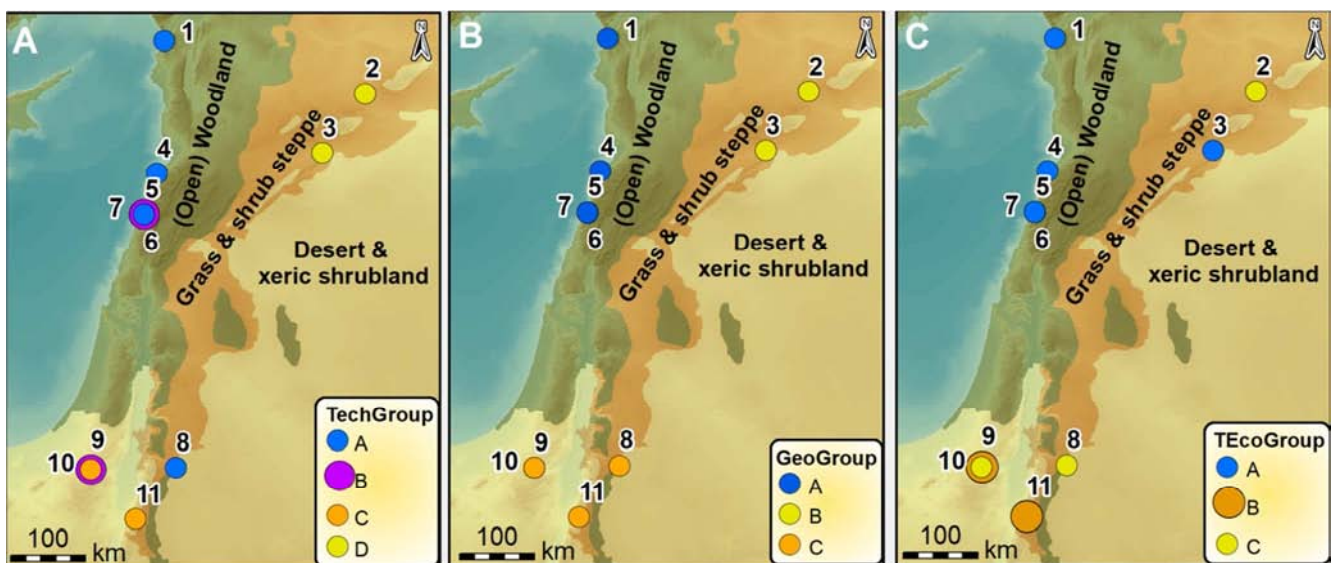 A
N
1
2
3
4
5
7
6
(Open) Woodland
Grass & shrub steppe
Desert &
xeric shrubland
9
10
8
11
100
km
TechGroup
A
B
C
D
B
N
1
2
3
4
5
7
6
(Open) Woodland
Grass & shrub steppe
Desert &
xeric shrubland
9
10
8
11
100
km
GeoGroup
A
B
C
C
N
1
2
3
4
5
7
6
(Open) Woodland
Grass & shrub steppe
Desert &
xeric shrubland
9
10
8
11
100
km
TEcoGroup
A
B
C